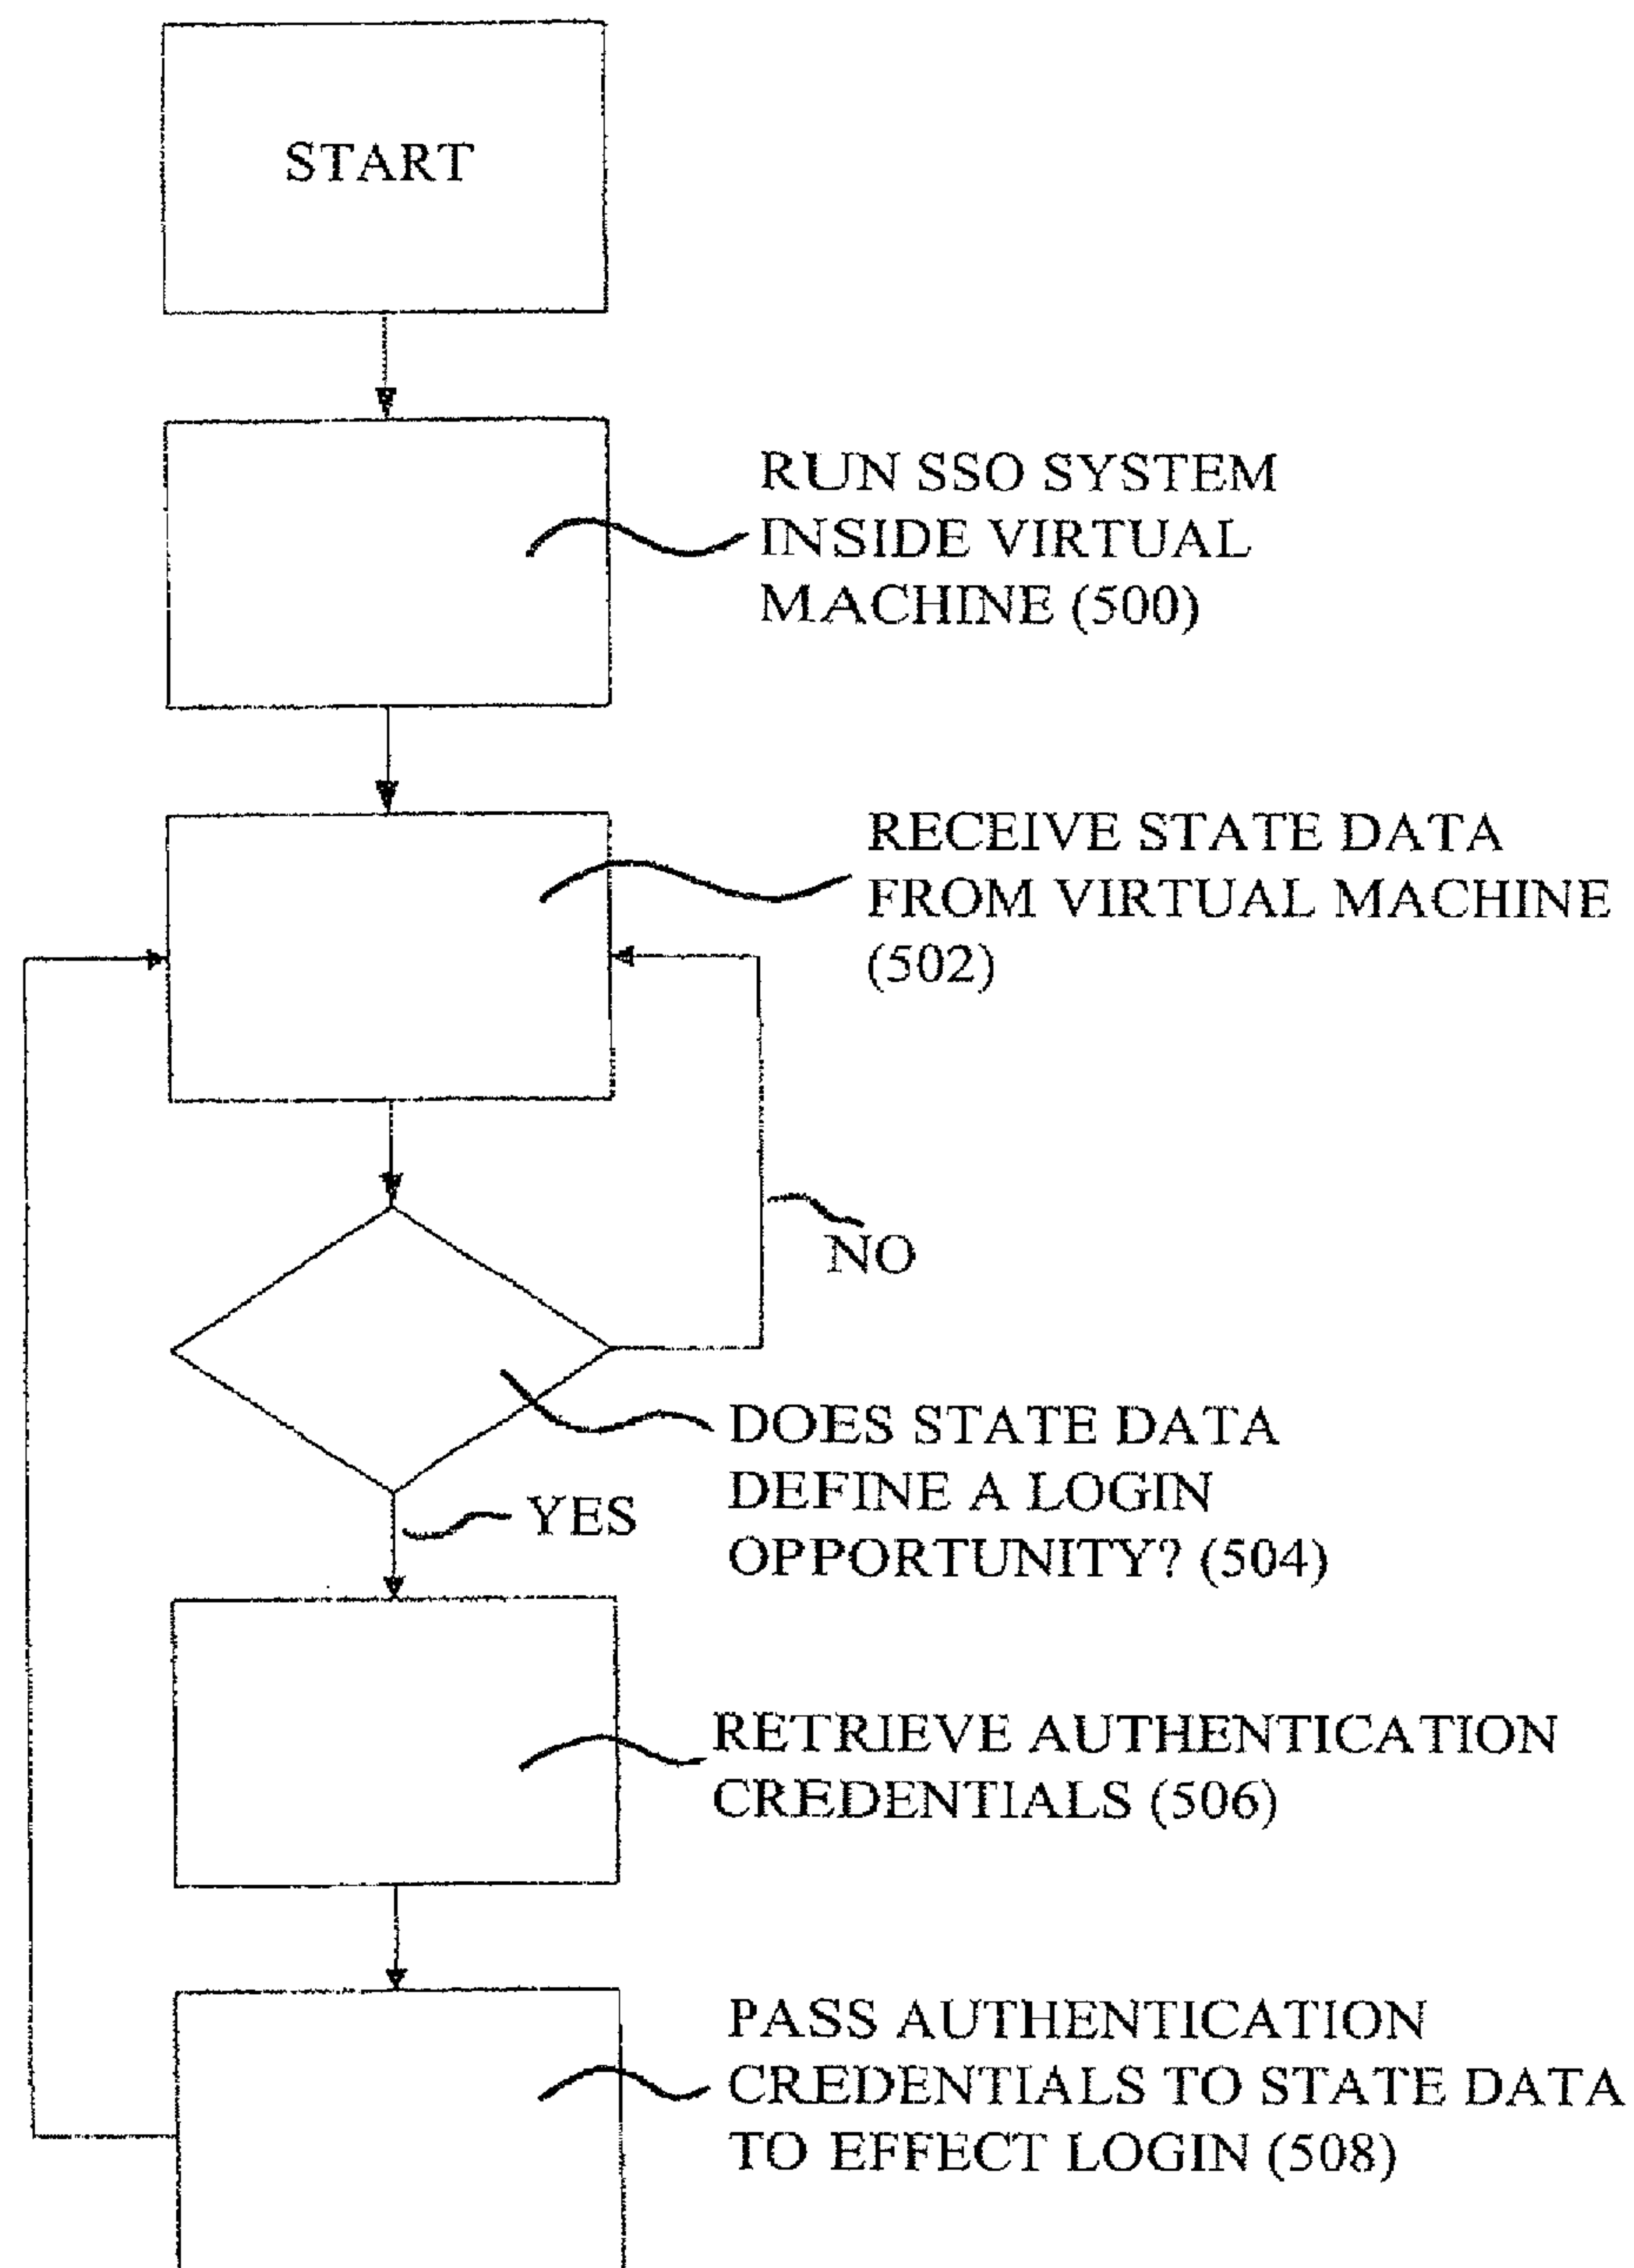 START
RUN SSO SYSTEM
INSIDE VIRTUAL
MACHINE (500)
RECEIVE STATE DATA
FROM VIRTUAL MACHINE
(502)
NO
DOES STATE DATA
DEFINE A LOGIN
OPPORTUNITY? (504)
YES
RETRIEVE AUTHENTICATION
CREDENTIALS (506)
PASS AUTHENTICATION
CREDENTIALS TO STATE DATA
TO EFFECT LOGIN (508)